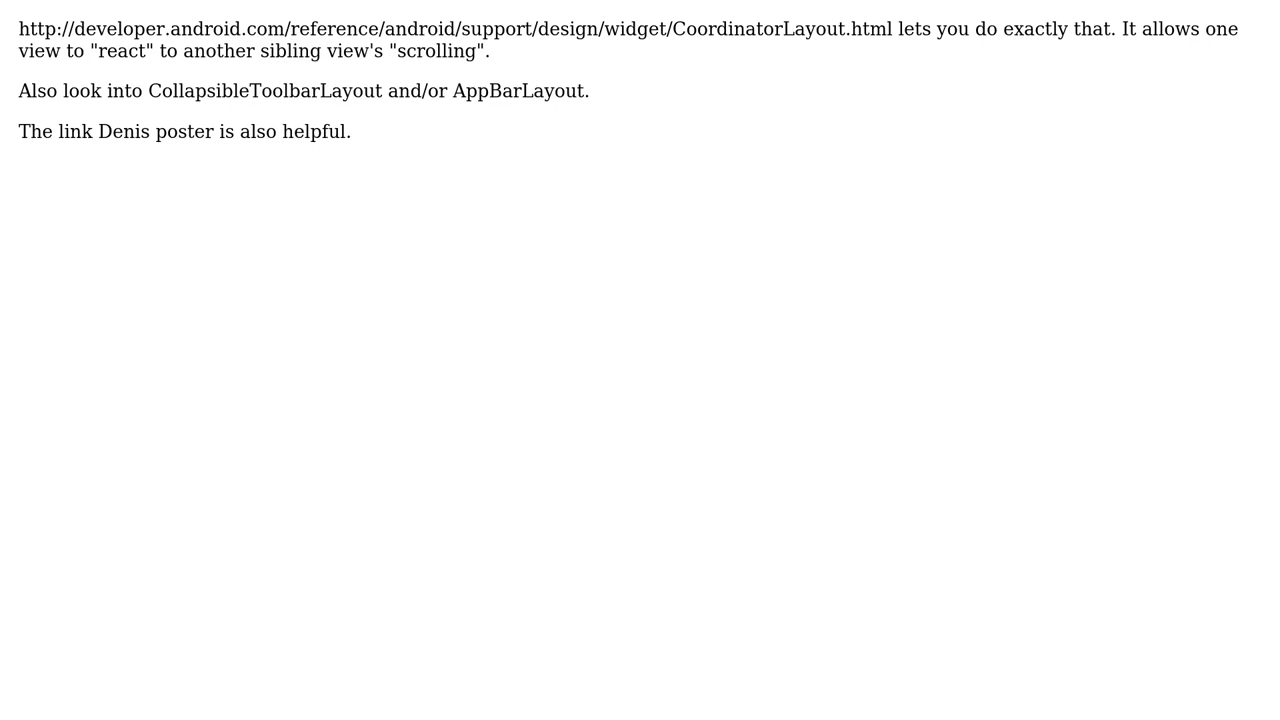 http://developer.android.com/reference/android/support/design/widget/CoordinatorLayout.html lets you do exactly that. It allows one
view to "react" to another sibling view's "scrolling".
Also look into CollapsibleToolbarLayout and/or AppBarLayout.
The link Denis poster is also helpful.